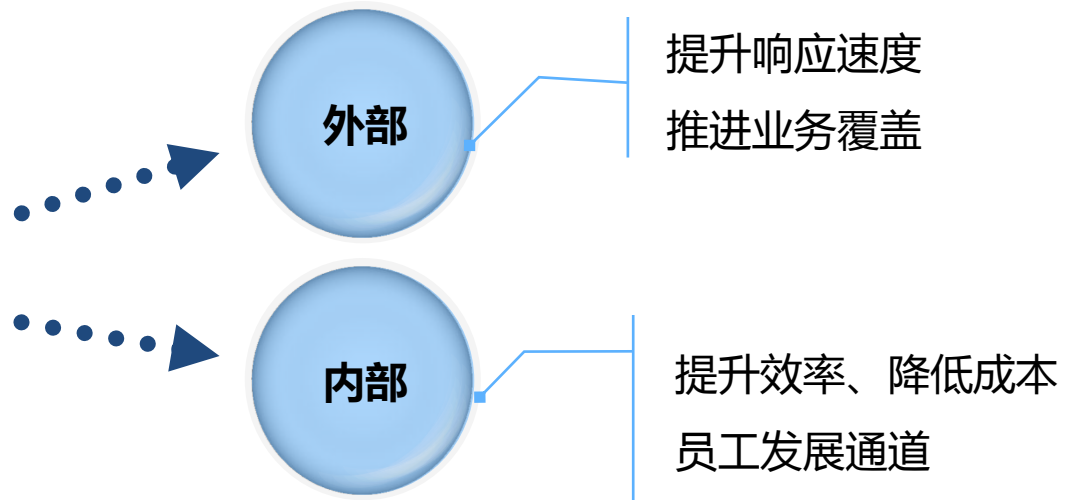 外部
提升响应速度
推进业务覆盖
内部
提升效率、降低成本
员工发展通道